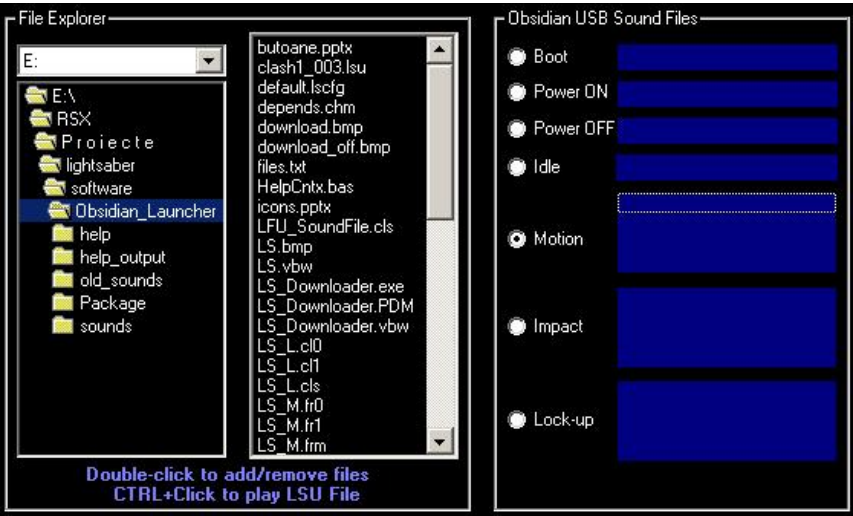 File Explorer
E:
E:\
RSX
Proiecte
lightsaber
software
Obsidian_Launcher
help
help_output
old_sounds
Package
sounds
butoane.pptx
clash1_003.lsu
default.lscfg
depends.chm
download.bmp
download_off.bmp
files.txt
HelpCntx.bas
icons.pptx
LFU_SoundFile.cls
LS.bmp
LS.vbw
LS_Downloader.exe
LS_Downloader.PDM
LS_Downloader.vbw
LS_L.cl0
LS_L.cl1
LS_L.cls
LS_M.fr0
LS_M.fr1
LS_M.frm
Double-click to add/remove files
CTRL+Click to play LSU File
Obsidian USB Sound Files
Boot
Power ON
Power OFF
Idle
Motion
Impact
Lock-up